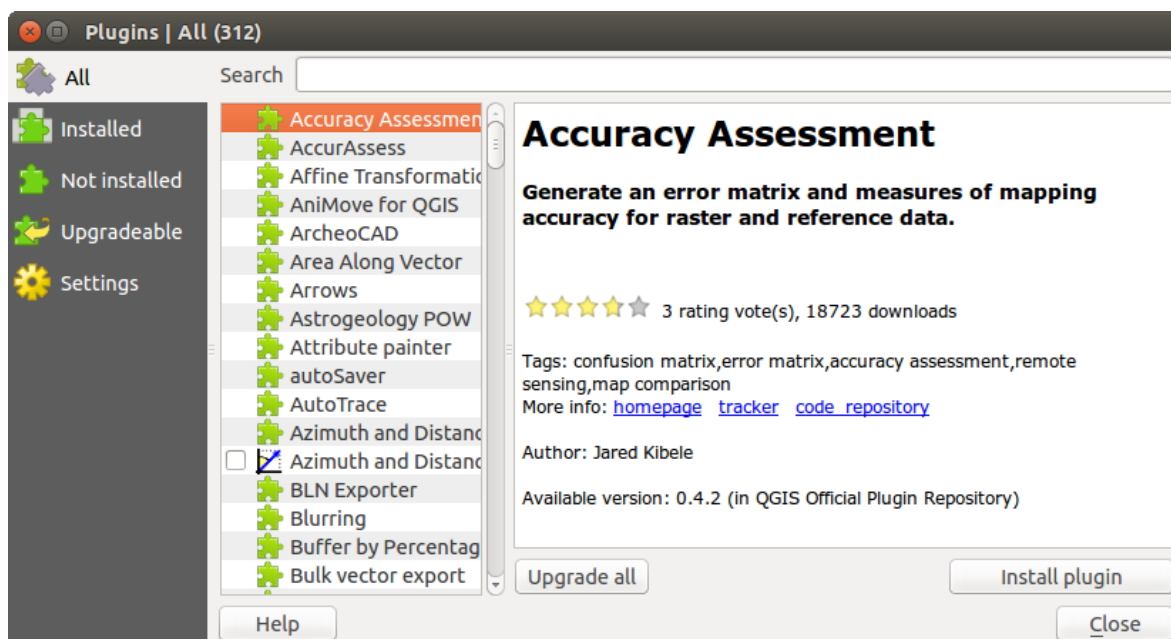 Plugins | All (312)
All
Installed
Not installed
Upgradeable
Settings
Search
Accuracy Assessmen
AccurAssess
Affine Transformatic
AniMove for QGIS
ArcheoCAD
Area Along Vector
Arrows
Astrogeology POW
Attribute painter
autoSaver
AutoTrace
Azimuth and Distanc
Azimuth and Distanc
BLN Exporter
Blurring
Buffer by Percentag
Bulk vector export
Accuracy Assessment
Generate an error matrix and measures of mapping
accuracy for raster and reference data.
3 rating vote(s), 18723 downloads
Tags: confusion matrix,error matrix,accuracy assessment,remote
sensing,map comparison
More info: homepage tracker code_repository
Author: Jared Kibele
Available version: 0.4.2 (in QGIS Official Plugin Repository)
Upgrade all
Install plugin
Help
Close